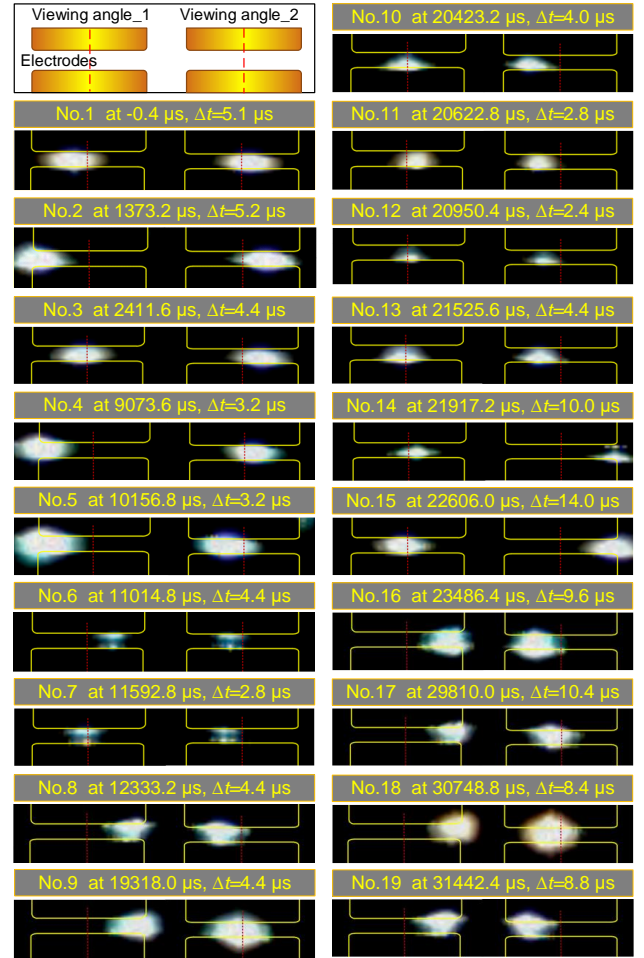 Viewing angle_1 Viewing angle_2
Electrodes
No.1 at -0.4 µs, Δt=5.1 µs
No.2 at 1373.2 µs, Δt=5.2 µs
No.3 at 2411.6 µs, Δt=4.4 µs
No.4 at 9073.6 µs, Δt=3.2 µs
No.5 at 10156.8 µs, Δt=3.2 µs
No.6 at 11014.8 µs, Δt=4.4 µs
No.7 at 11592.8 µs, Δt=2.8 µs
No.8 at 12333.2 µs, Δt=4.4 µs
No.9 at 19318.0 µs, Δt=4.4 µs
No.10 at 20423.2 µs, Δt=4.0 µs
No.11 at 20622.8 µs, Δt=2.8 µs
No.12 at 20950.4 µs, Δt=2.4 µs
No.13 at 21525.6 µs, Δt=4.4 µs
No.14 at 21917.2 µs, Δt=10.0 µs
No.15 at 22606.0 µs, Δt=14.0 µs
No.16 at 23486.4 µs, Δt=9.6 µs
No.17 at 29810.0 µs, Δt=10.4 µs
No.18 at 30748.8 µs, Δt=8.4 µs
No.19 at 31442.4 µs, Δt=8.8 µs